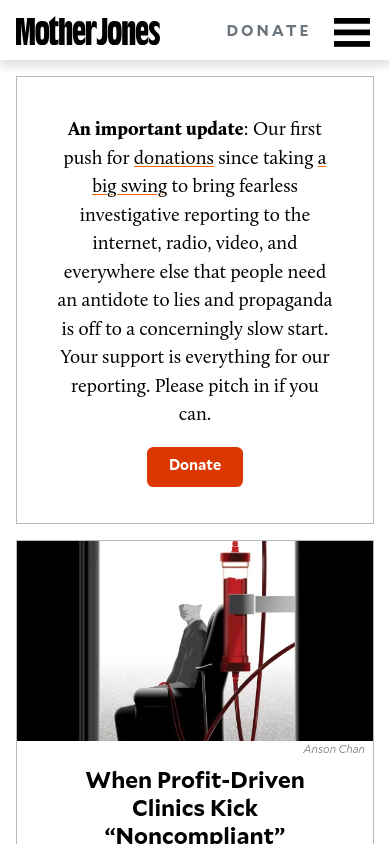 Mother Jones
DONATE
An important update: Our first
push for donations since taking a
big swing to bring fearless
investigative reporting to the
internet, radio, video, and
everywhere else that people need
an antidote to lies and propaganda
is off to a concerningly slow start.
Your support is everything for our
reporting. Please pitch in if you
can.
Donate
Anson Chan
When Profit-Driven
Clinics Kick
“Noncompliant”